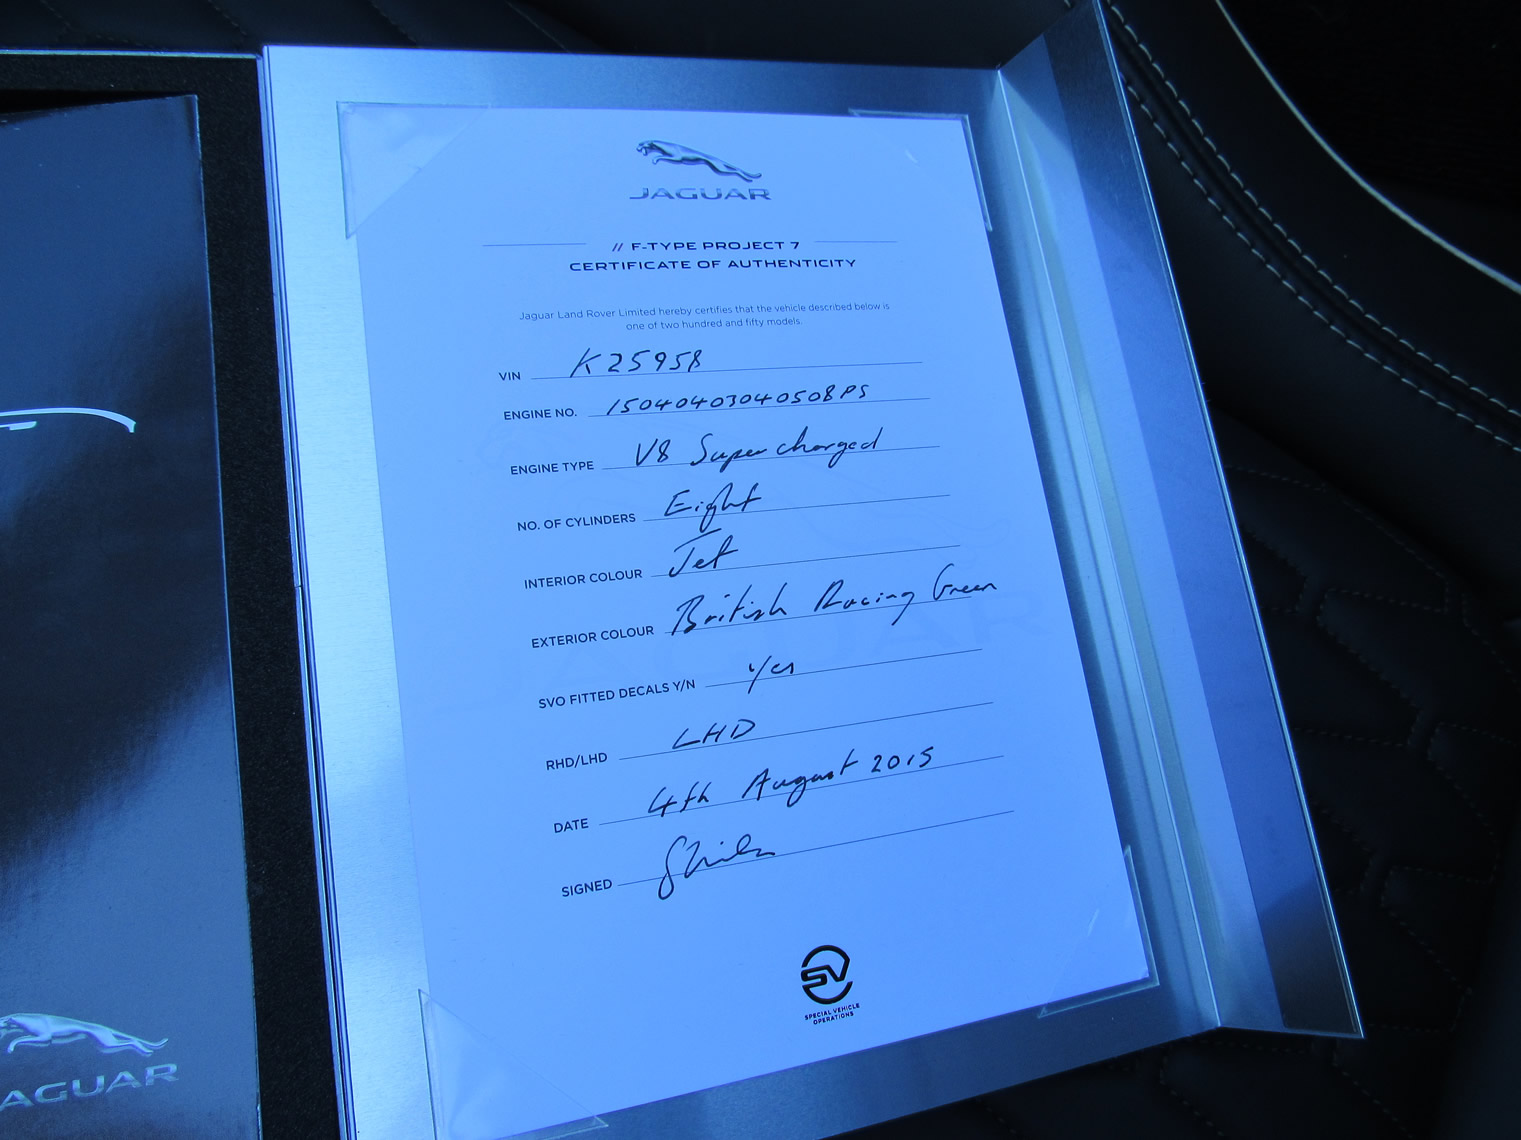 JAGUAR
// F-TYPE PROJECT 7
CERTIFICATE OF AUTHENTICITY
Jaguar Land Rover Limited hereby certifies that the vehicle described below is
one of two hundred and fifty models.
VIN K25958
ENGINE NO. 15040403040508PS
ENGINE TYPE V8 Supercharged
NO. OF CYLINDERS Eight
INTERIOR COLOUR Jet
EXTERIOR COLOUR British Racing Green
SVO FITTED DECALS Y/N Yes
RHD/LHD LHD
DATE 4th August 2015
SIGNED
SV
SPECIAL VEHICLE
OPERATIONS
JAGUAR